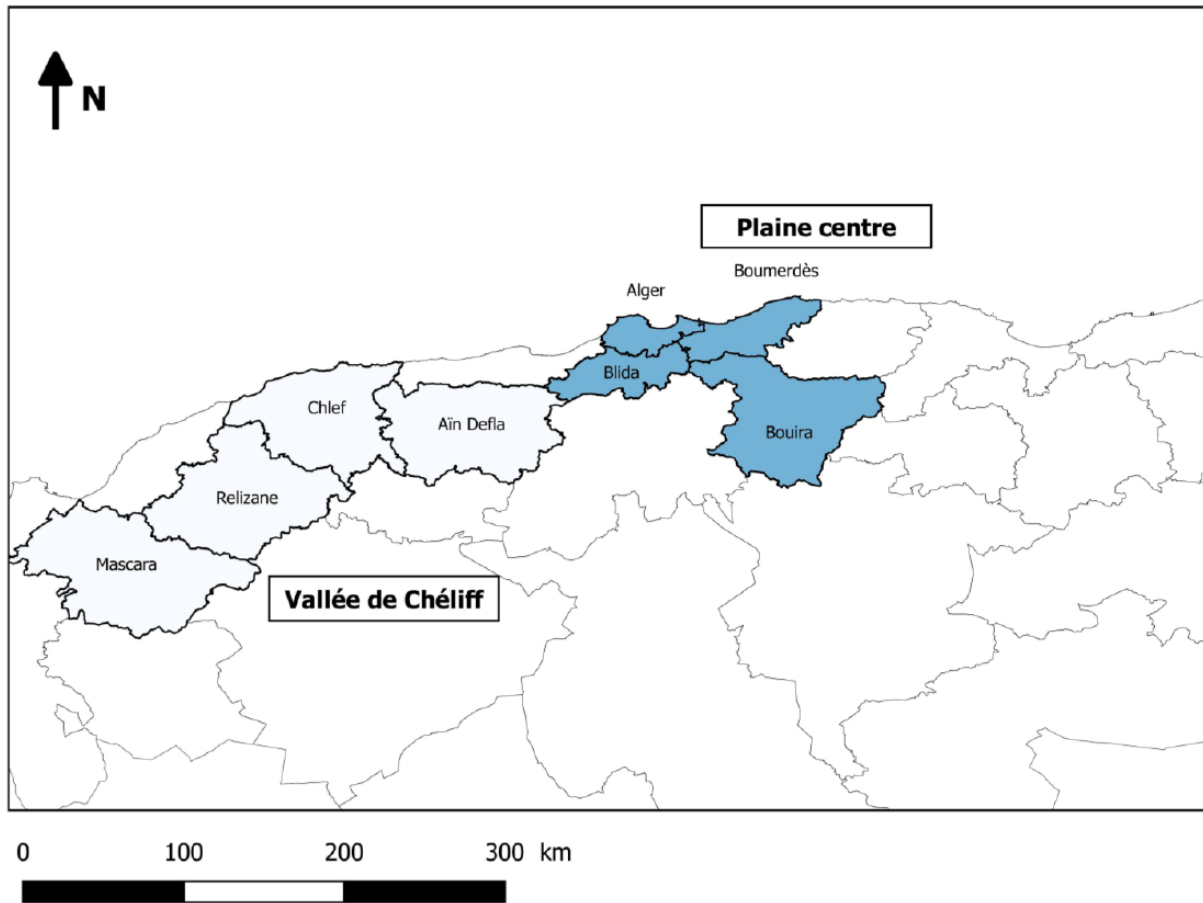 N
Plaine centre
Boumerdès
Alger
Blida
Chlef
Aïn Defla
Bouira
Relizane
Mascara
Vallée de Chéliff
0 100 200 300 km